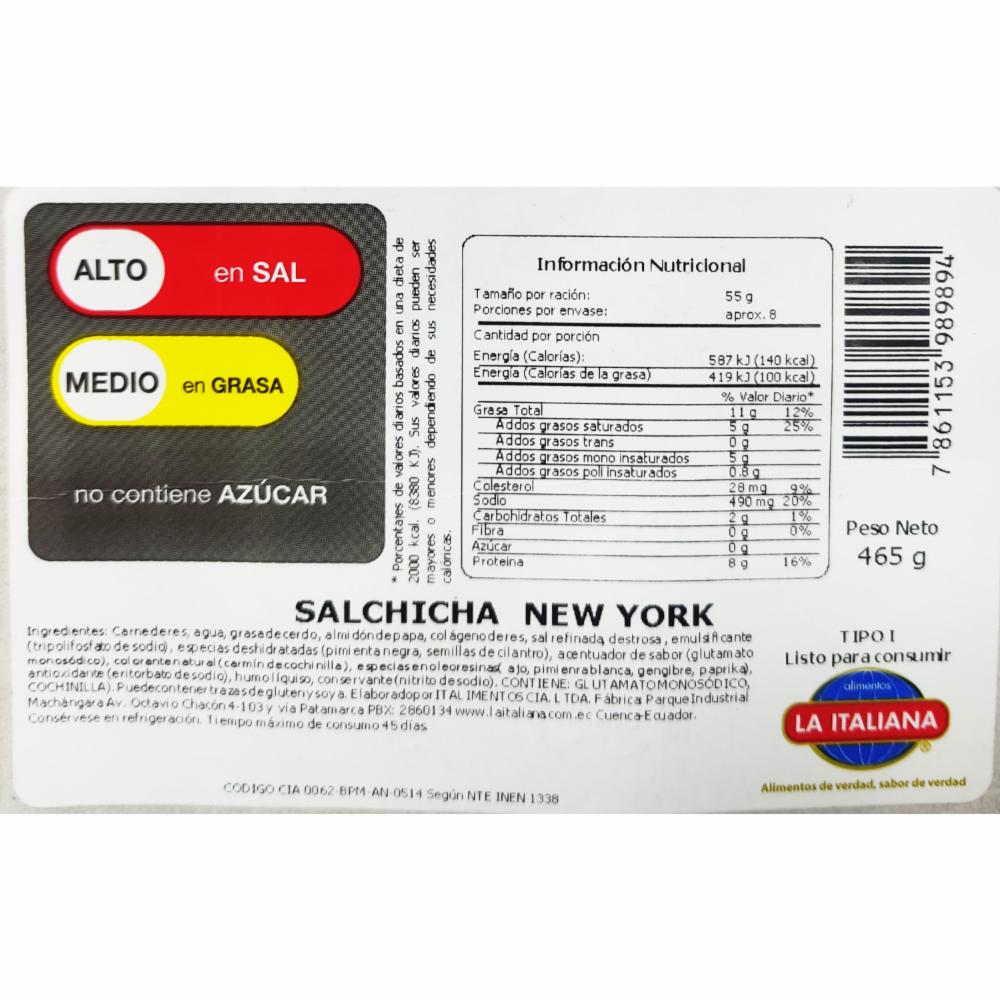 ALTO en SAL
MEDIO en GRASA
no contiene AZÚCAR
* Porcentajes de valores diarios basados en una dieta de
2000 kcal. (8380 KJ). Sus valores diarios pueden ser
mayores o menores dependiendo de sus necesidades
calóricas.
Información Nutricional
Tamaño por ración: 55 g
Porciones por envase: aprox. 8
Cantidad por porción
Energía (Calorías): 587 kJ (140 kcal)
Energía (Calorías de la grasa) 419 kJ (100 kcal)
% Valor Diario*
Grasa Total 11 g 12%
Acidos grasos saturados 5 g 25%
Acidos grasos trans 0 g
Acidos grasos mono insaturados 5 g
Acidos grasos poli insaturados 0.8 g
Colesterol 28 mg 9%
Sodio 490 mg 20%
Carbohidratos Totales 2 g 1%
Fibra 0 g 0%
Azúcar 0 g
Proteina 8 g 16%
7 861153 989894
Peso Neto
465 g
SALCHICHA NEW YORK
Ingredientes: Carne de res, agua, grasa de cerdo, almidón de papa, colágeno de res, sal refinada, destrosa, emulsificante
(tripolifosfato de sodio), especias deshidratadas (pimienta negra, semillas de cilantro), acentuador de sabor (glutamato
monosódico), colorante natural (carmín de cochinilla), especias en oleoresinas( ajo, pimienra blanca, gengibre, paprika),
antioxidante (eritorbato de sodio), humo líquiso, conservante (nitrito de sodio). CONTIENE: GLUTAMATO MONOSÓDICO,
COCHINILLA). Puede contener trazas de gluten y soya. Elaborado por ITALIMENTOS CIA. LTDA. Fábrica Parque Industrial
Machángara Av. Octavio Chacón 4-103 y vía Patamarca PBX: 2860134 www.laitaliana.com.ec Cuenca-Ecuador.
Consérvese en refrigeración. Tiempo máximo de consumo 45 días
TIPO I
Listo para consumir
alimentos
LA ITALIANA
®
Alimentos de verdad, sabor de verdad
CODIGO CIA 0062-BPM-AN-0514 Según NTE INEN 1338